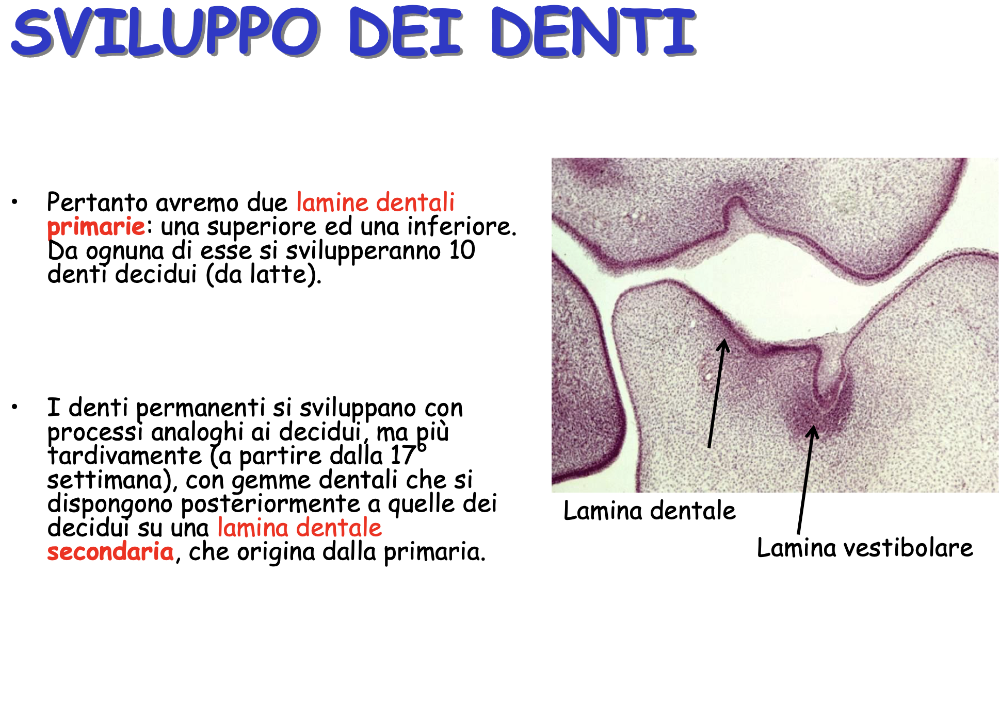 SVILUPPO DEI DENTI
• Pertanto avremo due lamine dentali
primarie: una superiore ed una inferiore.
Da ognuna di esse si svilupperanno 10
denti decidui (da latte).
• I denti permanenti si sviluppano con
processi analoghi ai decidui, ma più
tardivamente (a partire dalla 17°
settimana), con gemme dentali che si
dispongono posteriormente a quelle dei
decidui su una lamina dentale
secondaria, che origina dalla primaria.
Lamina dentale
Lamina vestibolare